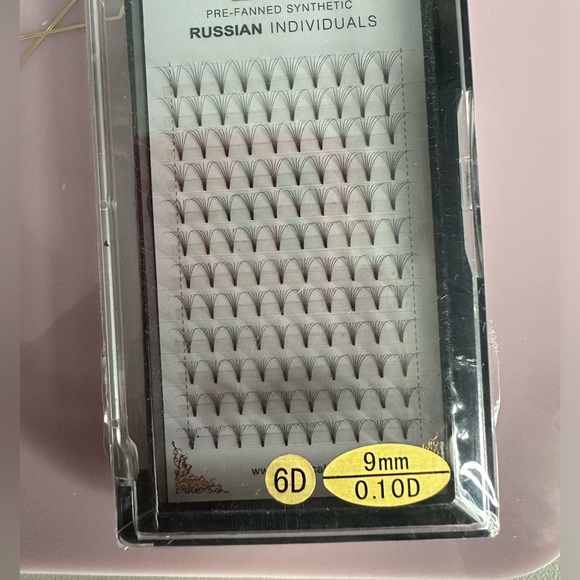 PRE-FANNED SYNTHETIC
RUSSIAN INDIVIDUALS
6D
9mm
0.10D